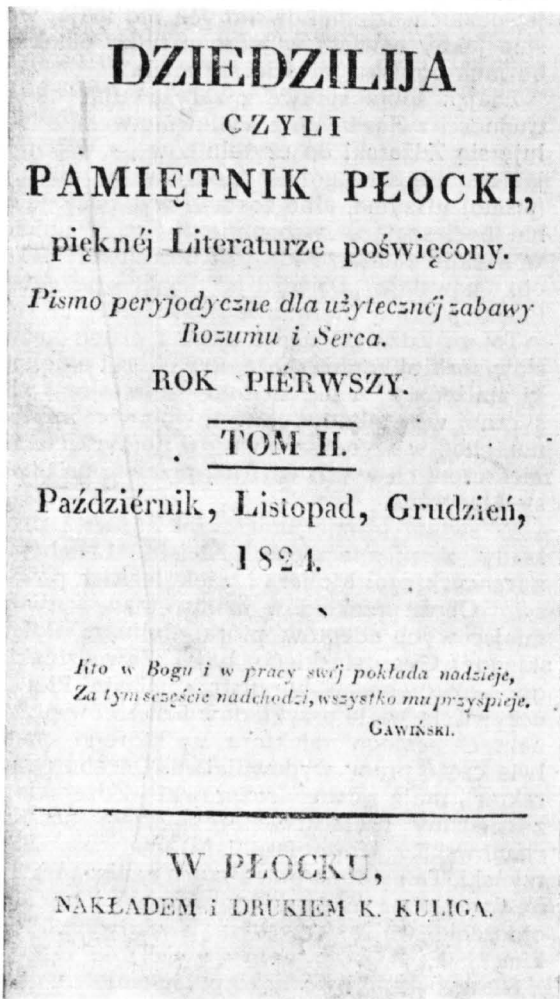 DZIEDZILIJA
CZYLI
PAMIĘTNIK PŁOCKI,
pięknéj Literaturze poświęcony.
Pismo peryjodyczne dla użytecznéj zabawy
Rozumu i Serca.
ROK PIÉRWSZY.
TOM II.
Paździérnik, Listopad, Grudzień,
1824.
Kto w Bogu i w pracy swéj pokłada nadzieje,
Za tym szczęście nadchodzi, wszystko mu przyśpieje.
GAWIŃSKI.
W PŁOCKU,
NAKŁADEM i DRUKIEM K. KULIGA.